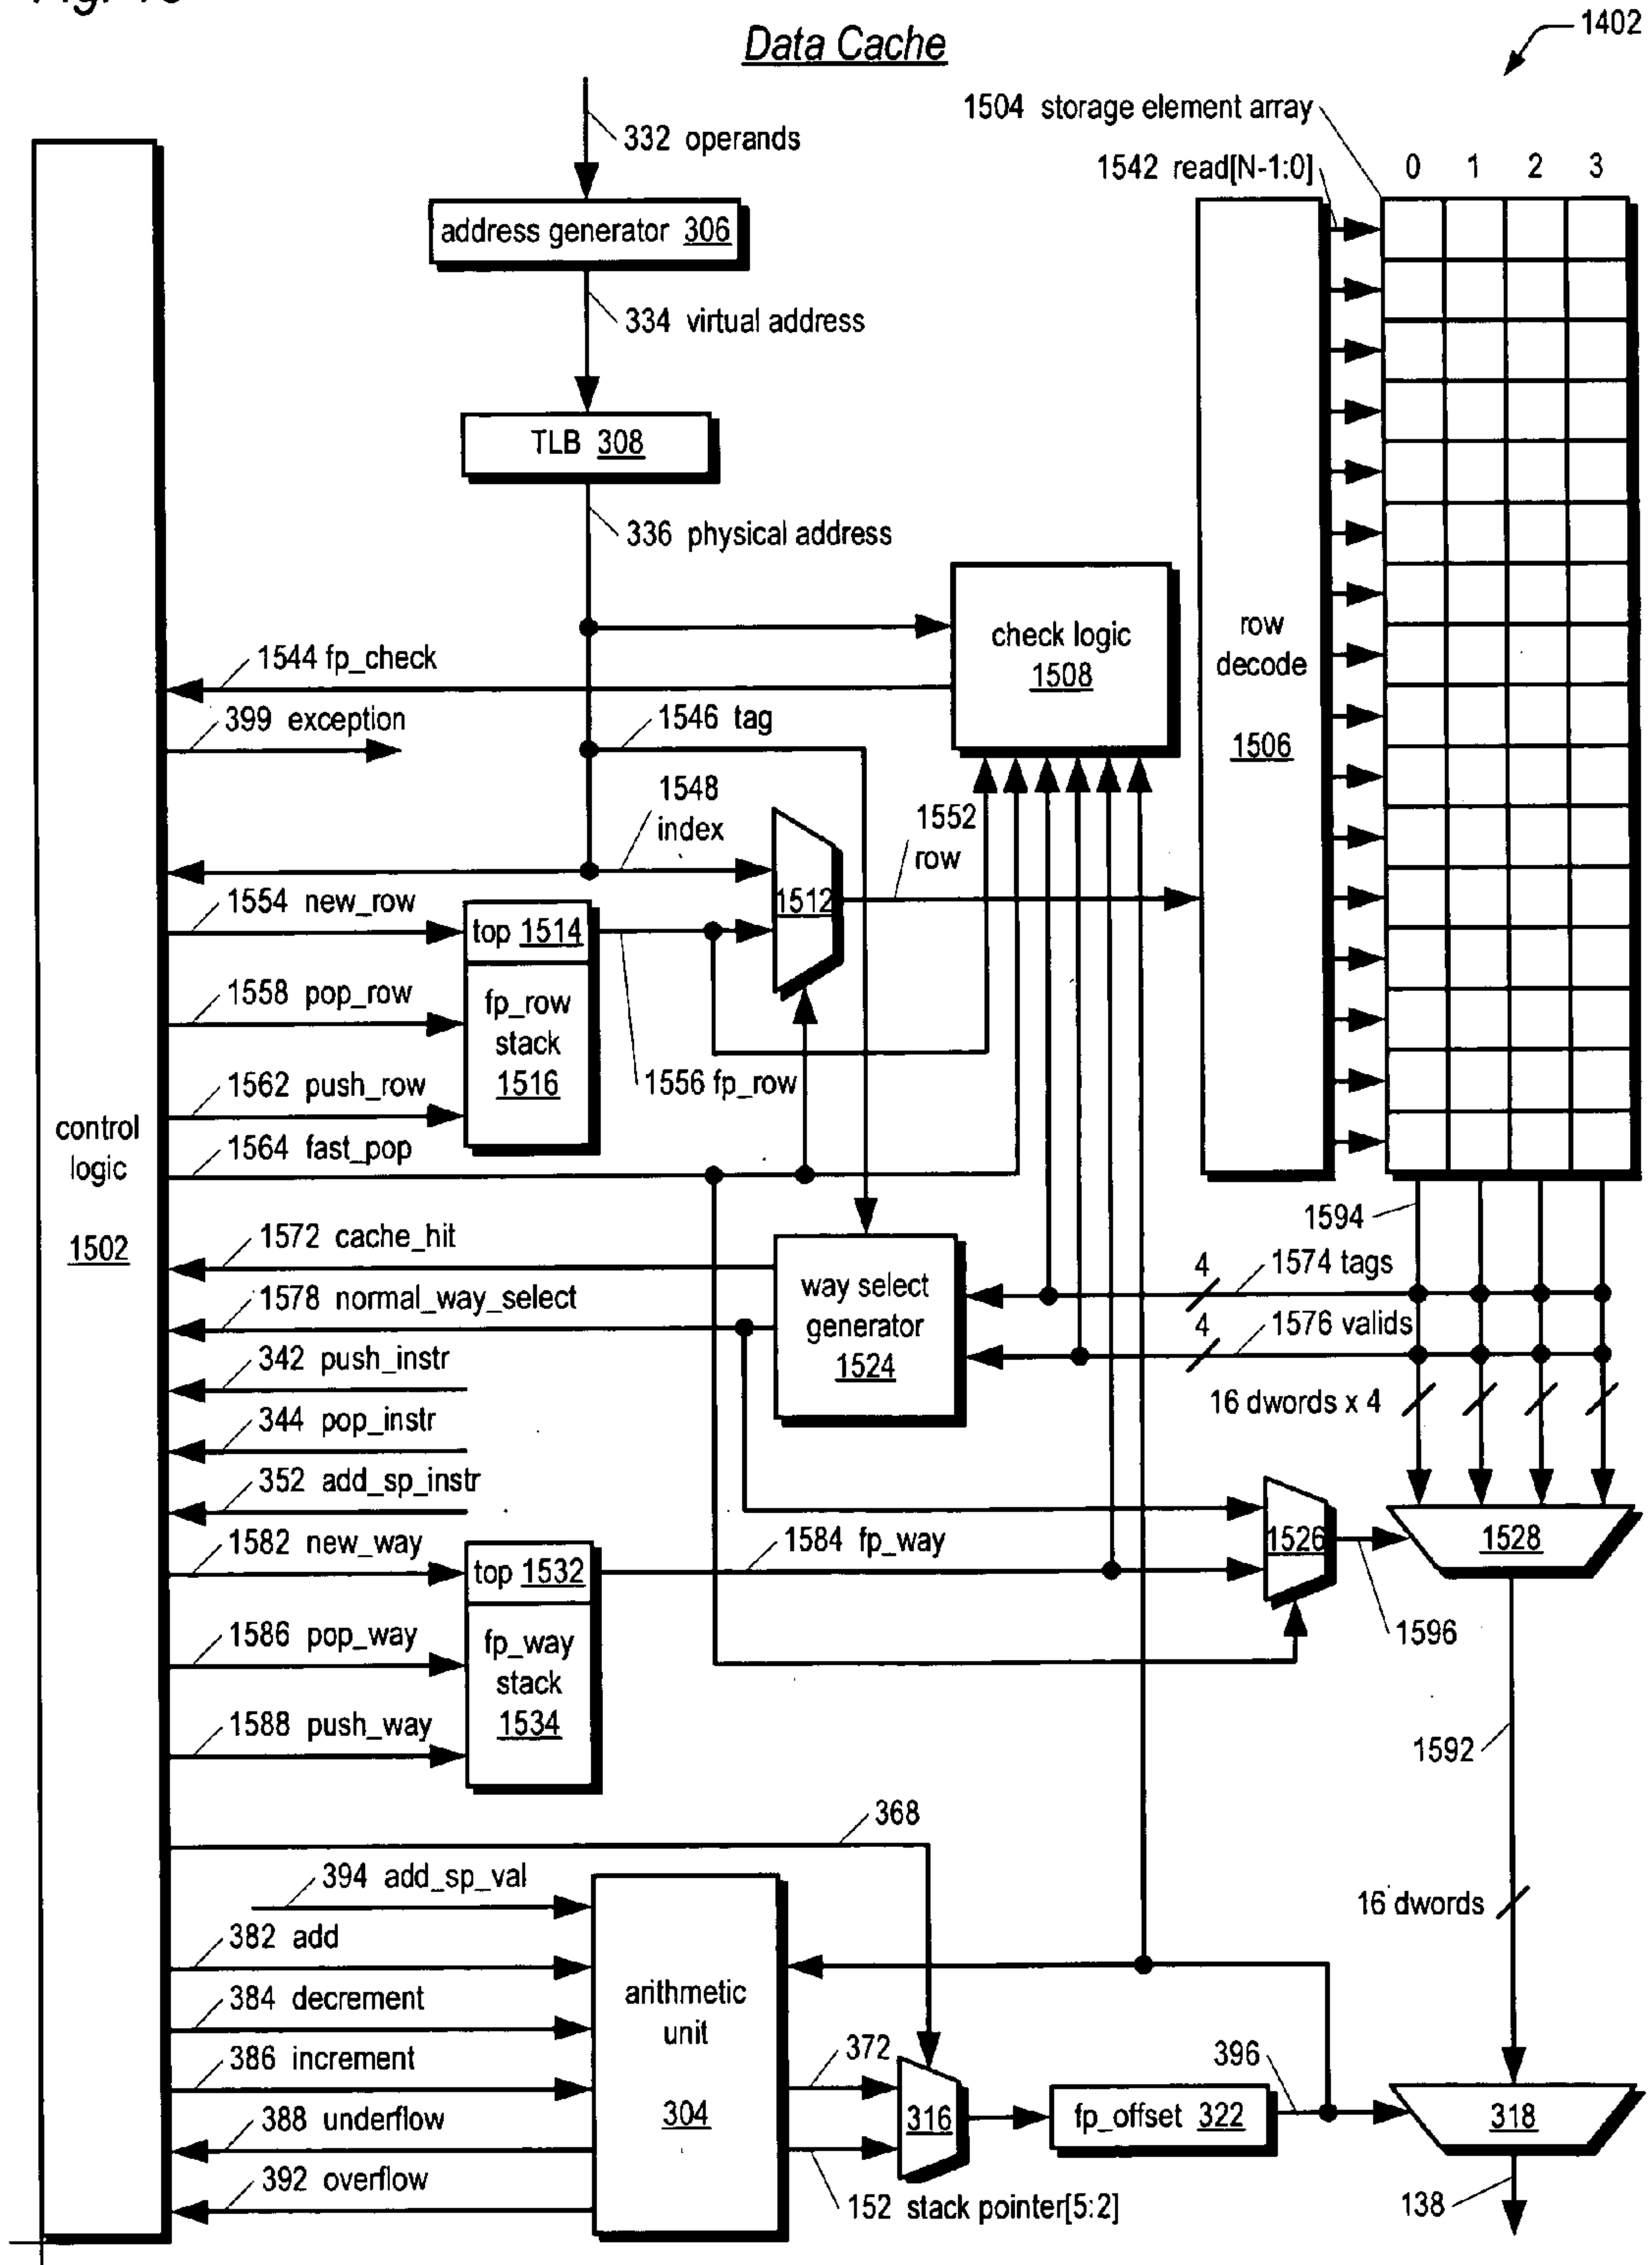 Data Cache
1402
1504 storage element array
332 operands
1542 read[N-1:0]
0 1 2 3
address generator 306
334 virtual address
TLB 308
336 physical address
check logic
1508
row
decode
1506
1544 fp_check
399 exception
1546 tag
1548
index
1552
row
1512
1554 new_row
top 1514
1558 pop_row
fp_row
stack
1516
1556 fp_row
1562 push_row
control
logic
1502
1564 fast_pop
1594
1572 cache_hit
4
1574 tags
1578 normal_way_select
way select
generator
1524
4
1576 valids
342 push_instr
16 dwords x 4
344 pop_instr
352 add_sp_instr
1582 new_way
top 1532
1584 fp_way
1526
1528
1586 pop_way
fp_way
stack
1534
1596
1588 push_way
1592
368
394 add_sp_val
16 dwords
382 add
arithmetic
unit
304
384 decrement
386 increment
372
396
316
fp_offset 322
318
388 underflow
392 overflow
152 stack pointer[5:2]
138